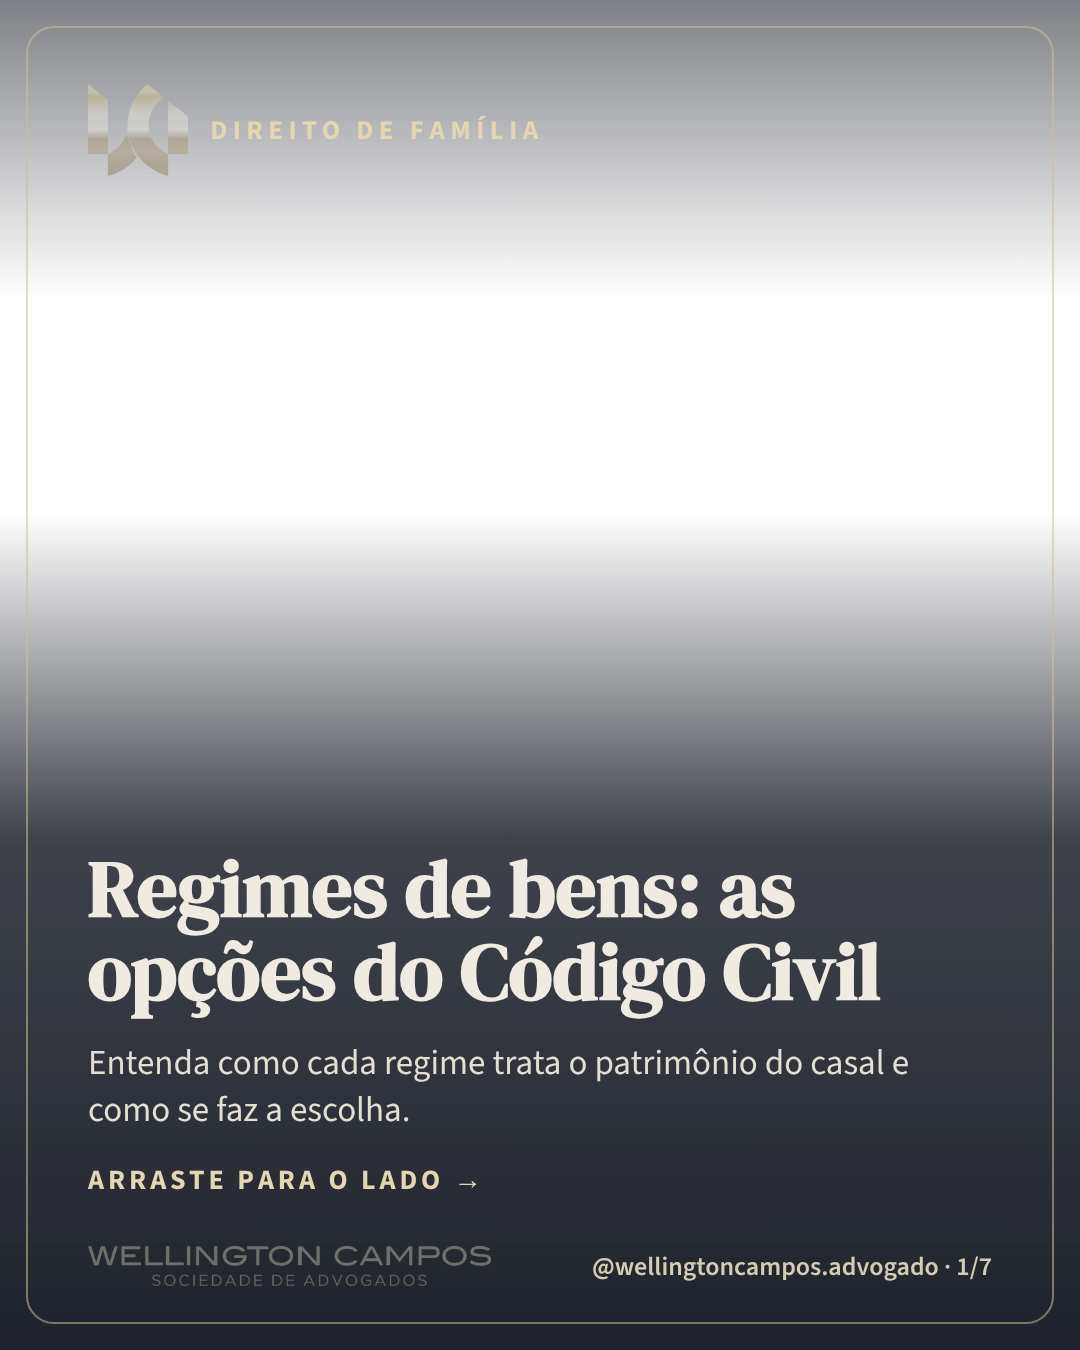 DIREITO DE FAMÍLIA
Regimes de bens: as
opções do Código Civil
Entenda como cada regime trata o patrimônio do casal e
como se faz a escolha.
ARRASTE PARA O LADO →
WELLINGTON CAMPOS
SOCIEDADE DE ADVOGADOS
@wellingtoncampos.advogado · 1/7